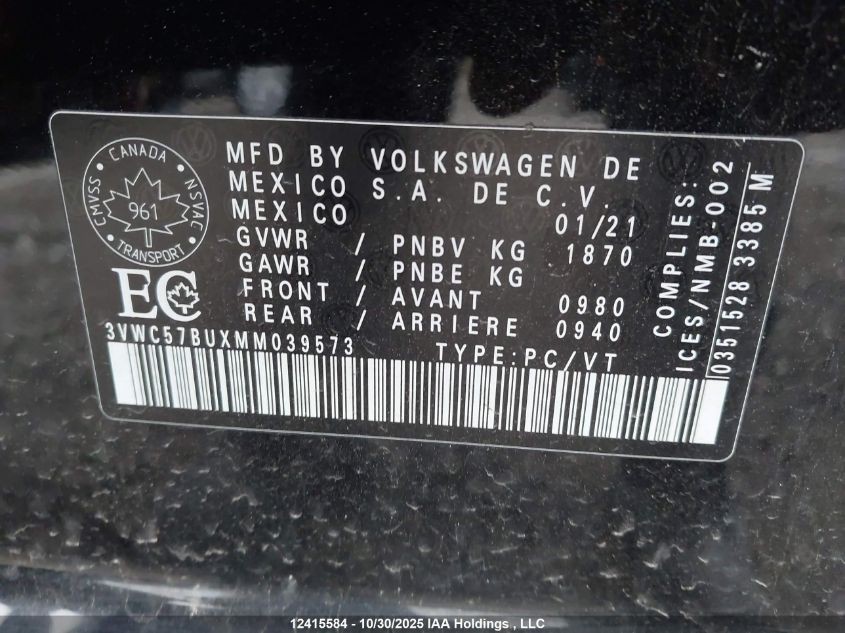 CANADA
CMVSS
NSVAC
961
TRANSPORT
EC
MFD BY VOLKSWAGEN DE
MEXICO S.A. DE C.V.
MEXICO 01/21
GVWR / PNBV KG 1870
GAWR / PNBE KG
FRONT / AVANT 0980
REAR / ARRIERE 0940
3VWC57BUXMM039573 TYPE:PC/VT
COMPLIES:
ICES/NMB-002
0351528 3385 M
12415584 - 10/30/2025 IAA Holdings , LLC